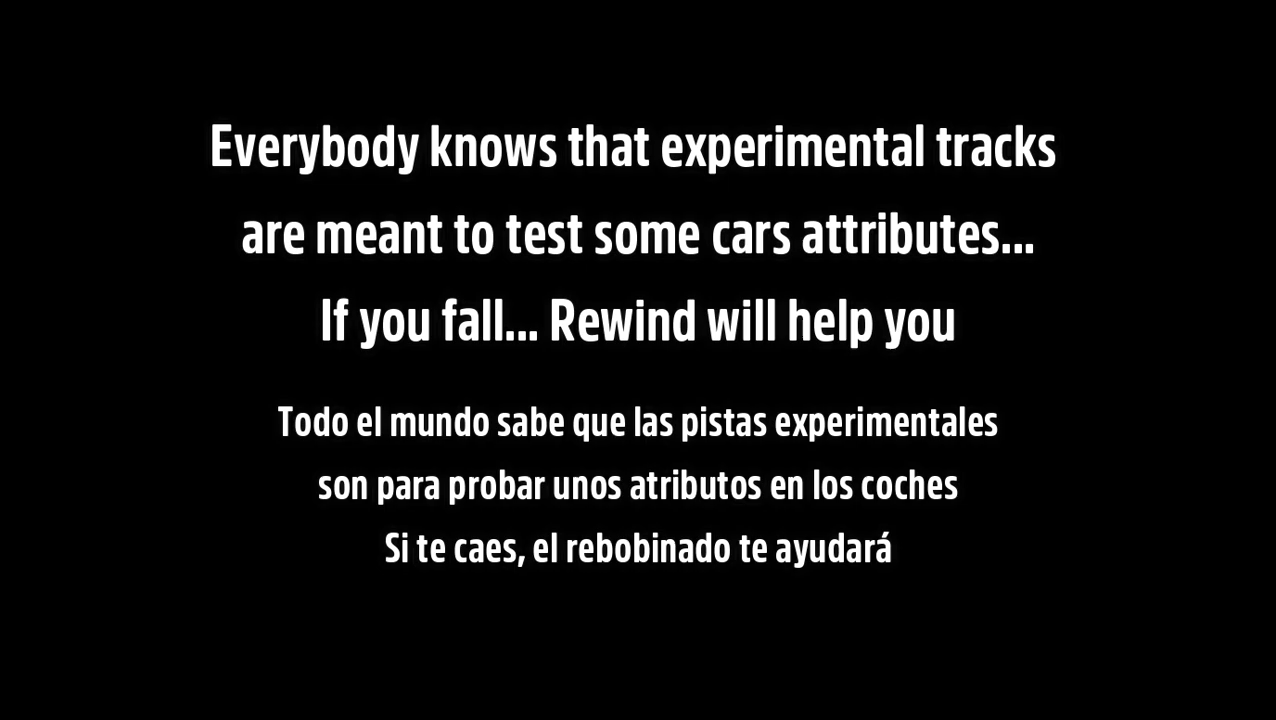 Everybody knows that experimental tracks
are meant to test some cars attributes...
If you fall... Rewind will help you
Todo el mundo sabe que las pistas experimentales
son para probar unos atributos en los coches
Si te caes, el rebobinado te ayudará